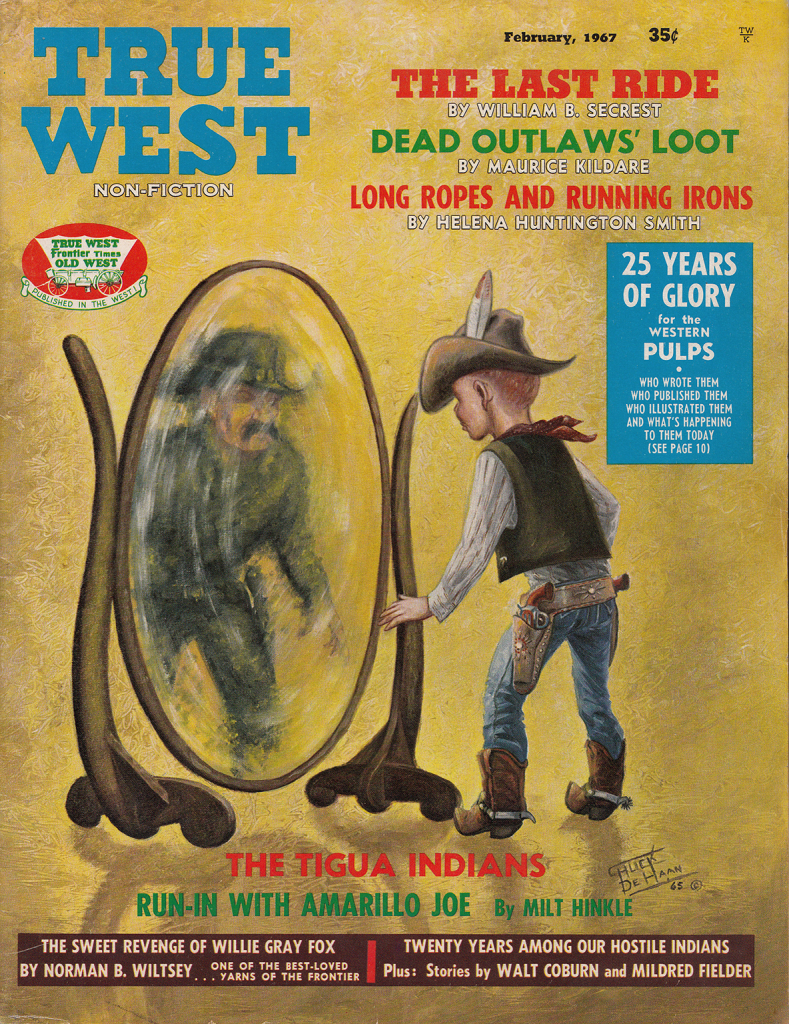 TRUE
WEST
NON-FICTION
February, 1967 35¢
TW
K
THE LAST RIDE
BY WILLIAM B. SECREST
DEAD OUTLAWS' LOOT
BY MAURICE KILDARE
LONG ROPES AND RUNNING IRONS
BY HELENA HUNTINGTON SMITH
TRUE WEST
Frontier Times
OLD WEST
PUBLISHED IN THE WEST!
25 YEARS
OF GLORY
for the
WESTERN
PULPS
•
WHO WROTE THEM
WHO PUBLISHED THEM
WHO ILLUSTRATED THEM
AND WHAT'S HAPPENING
TO THEM TODAY
(SEE PAGE 10)
CHUCK
DE HAAN
65 ©
THE TIGUA INDIANS
RUN-IN WITH AMARILLO JOE By MILT HINKLE
THE SWEET REVENGE OF WILLIE GRAY FOX
BY NORMAN B. WILTSEY . . . ONE OF THE BEST-LOVED
YARNS OF THE FRONTIER
TWENTY YEARS AMONG OUR HOSTILE INDIANS
Plus: Stories by WALT COBURN and MILDRED FIELDER